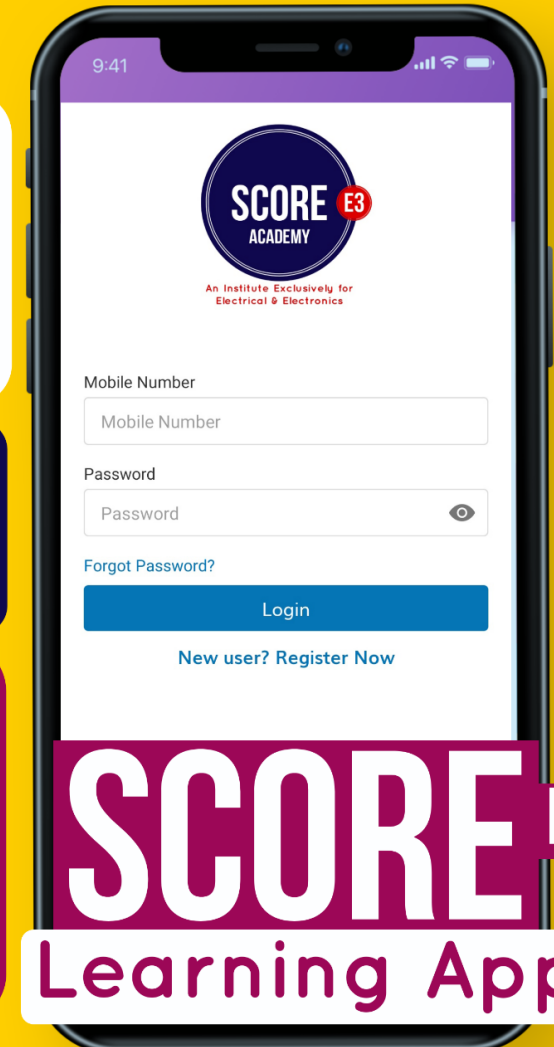 9:41
SCORE E3
ACADEMY
An Institute Exclusively for
Electrical & Electronics
Mobile Number
Mobile Number
Password
Password
Forgot Password?
Login
New user? Register Now
SCORE
Learning App